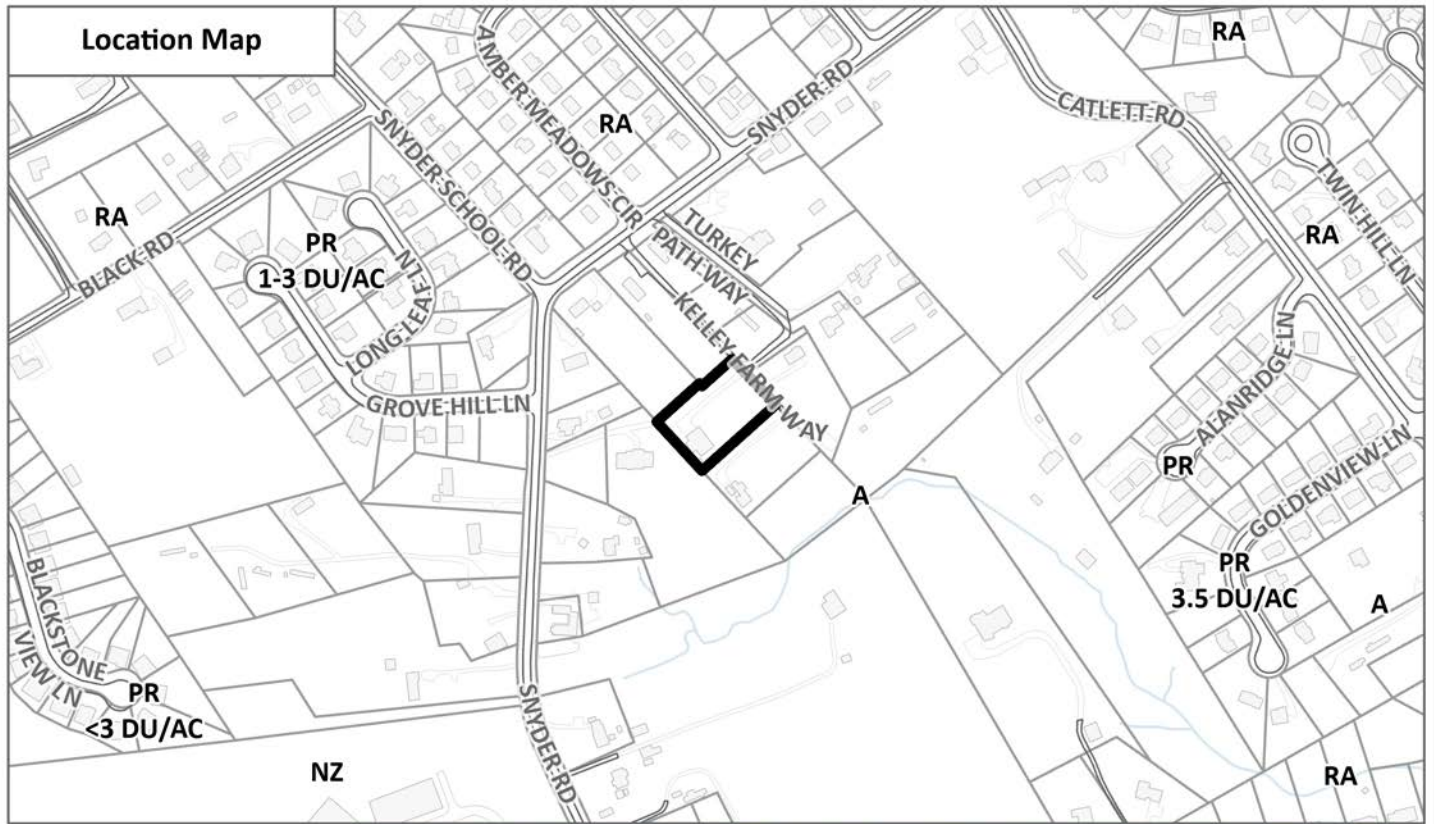 Location Map
RA
AMBER MEADOWS CIR
RA
SNYDER RD
CATLETT RD
SNYDER SCHOOL RD
TWIN HILL LN
RA
RA
BLACK RD
PR
1-3 DU/AC
LONG LEAF LN
TURKEY
PATH WAY
KELLEY FARM WAY
GROVE HILL LN
ALANRIDGE LN
PR
GOLDENVIEW LN
A
PR
3.5 DU/AC
A
BLACKSTONE
VIEW LN
PR
<3 DU/AC
SNYDER RD
NZ
RA